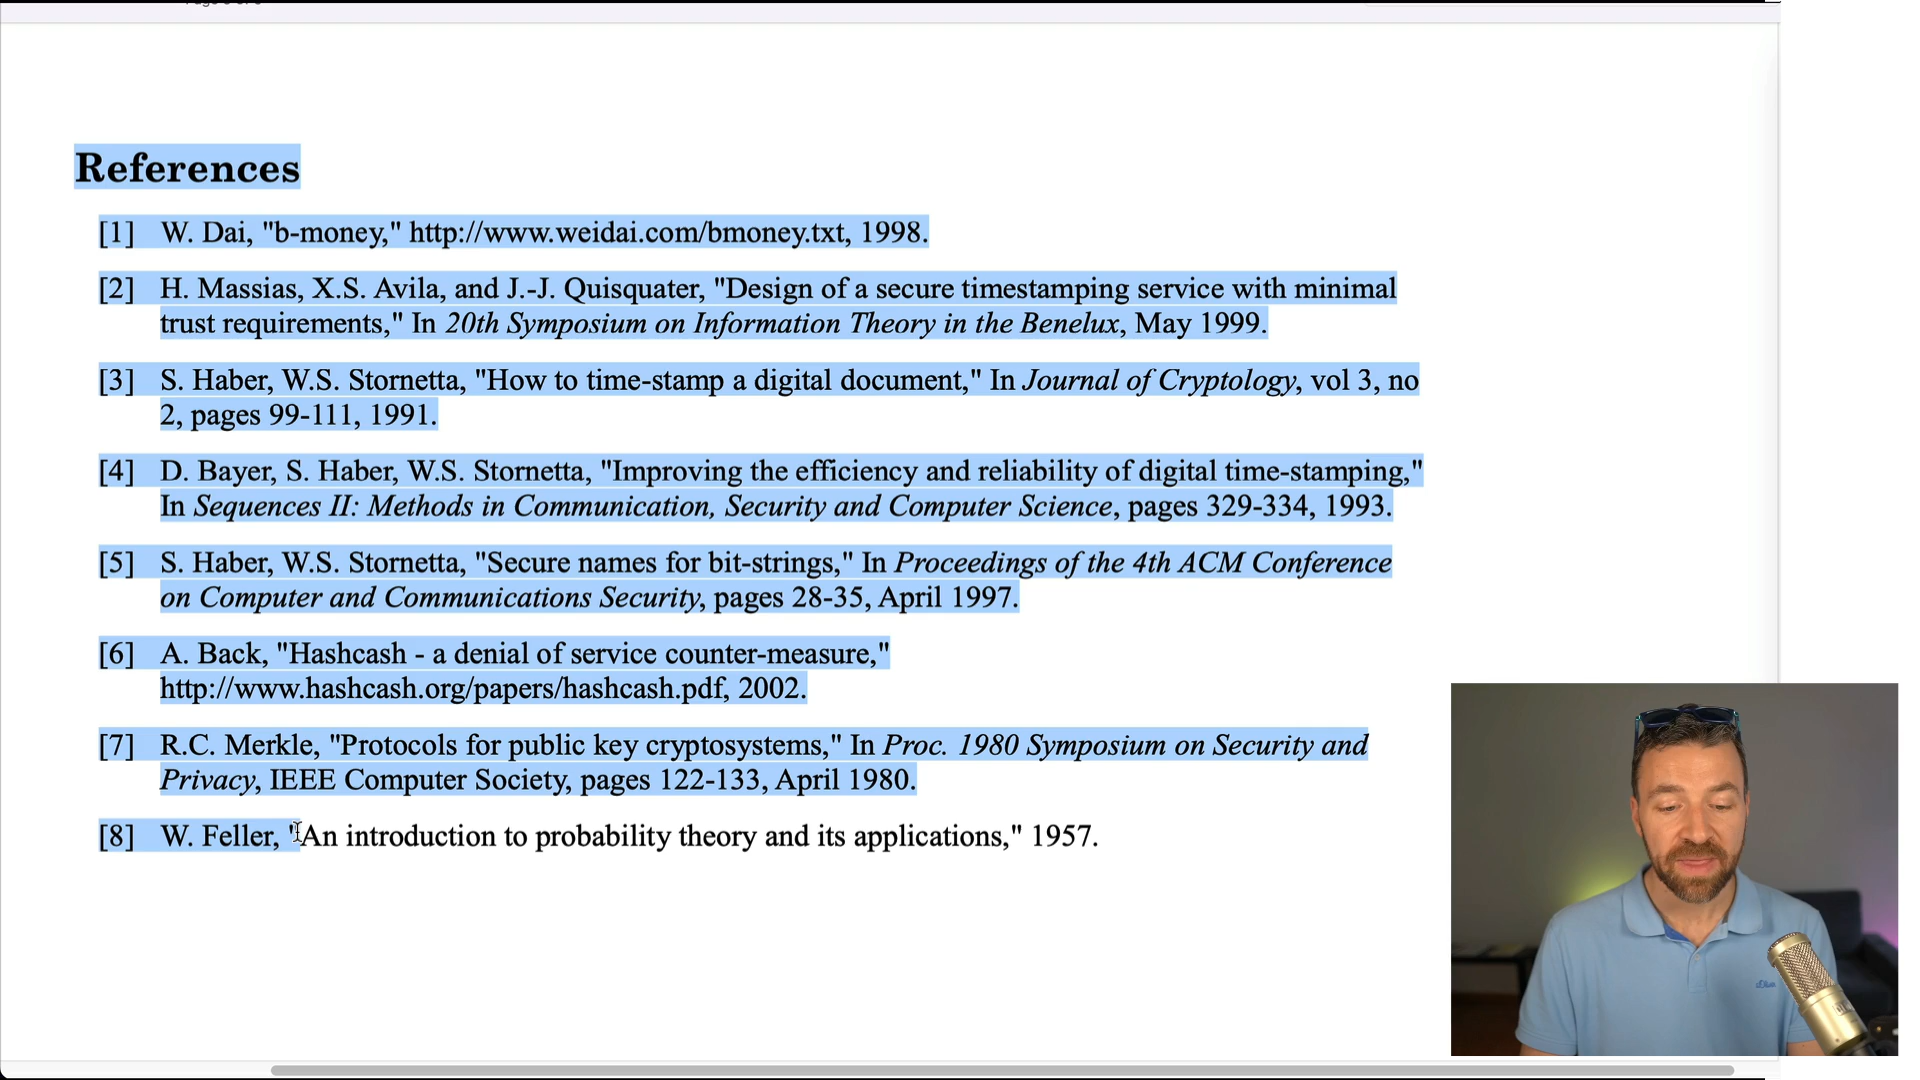 References
[1] W. Dai, "b-money," http://www.weidai.com/bmoney.txt, 1998.
[2] H. Massias, X.S. Avila, and J.-J. Quisquater, "Design of a secure timestamping service with minimal
trust requirements," In 20th Symposium on Information Theory in the Benelux, May 1999.
[3] S. Haber, W.S. Stornetta, "How to time-stamp a digital document," In Journal of Cryptology, vol 3, no
2, pages 99-111, 1991.
[4] D. Bayer, S. Haber, W.S. Stornetta, "Improving the efficiency and reliability of digital time-stamping,"
In Sequences II: Methods in Communication, Security and Computer Science, pages 329-334, 1993.
[5] S. Haber, W.S. Stornetta, "Secure names for bit-strings," In Proceedings of the 4th ACM Conference
on Computer and Communications Security, pages 28-35, April 1997.
[6] A. Back, "Hashcash - a denial of service counter-measure,"
http://www.hashcash.org/papers/hashcash.pdf, 2002.
[7] R.C. Merkle, "Protocols for public key cryptosystems," In Proc. 1980 Symposium on Security and
Privacy, IEEE Computer Society, pages 122-133, April 1980.
[8] W. Feller, "An introduction to probability theory and its applications," 1957.